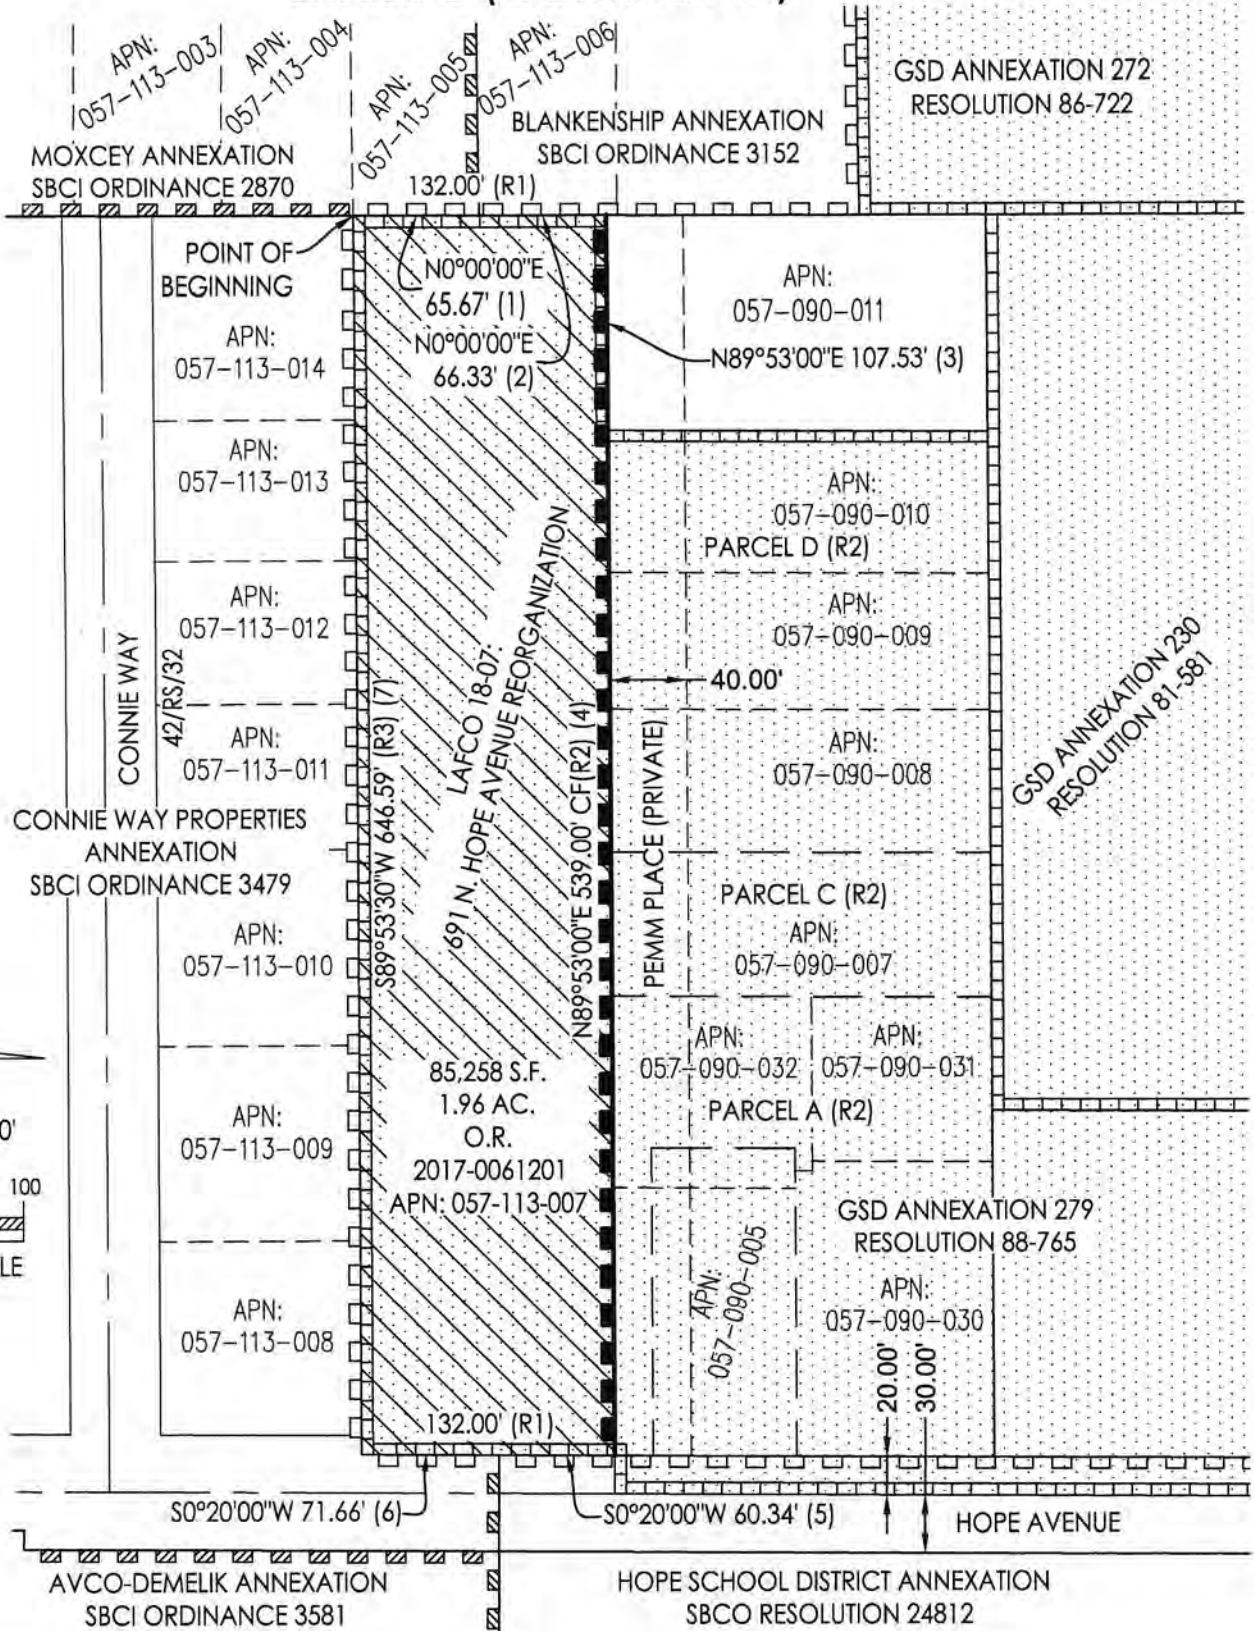 APN:
057-113-003
APN:
057-113-004
APN:
057-113-005
APN:
057-113-006
GSD ANNEXATION 272
RESOLUTION 86-722
MOXCEY ANNEXATION
SBCI ORDINANCE 2870
BLANKENSHIP ANNEXATION
SBCI ORDINANCE 3152
132.00' (R1)
POINT OF
BEGINNING
N0°00'00"E
65.67' (1)
N0°00'00"E
66.33' (2)
APN:
057-090-011
N89°53'00"E 107.53' (3)
APN:
057-113-014
APN:
057-113-013
APN:
057-090-010
PARCEL D (R2)
APN:
057-113-012
APN:
057-090-009
40.00'
CONNIE WAY
42/RS/32
S89°53'30"W 646.59' (R3) (7)
LAFCO 18-07:
691 N. HOPE AVENUE REORGANIZATION
N89°53'00"E 539.00' CF(R2) (4)
PEMM PLACE (PRIVATE)
GSD ANNEXATION 230
RESOLUTION 81-581
APN:
057-113-011
APN:
057-090-008
CONNIE WAY PROPERTIES
ANNEXATION
SBCI ORDINANCE 3479
PARCEL C (R2)
APN:
057-090-007
APN:
057-113-010
APN:
057-090-032
APN:
057-090-031
PARCEL A (R2)
85,258 S.F.
1.96 AC.
O.R.
2017-0061201
APN: 057-113-007
APN:
057-113-009
0'
100
LE
GSD ANNEXATION 279
RESOLUTION 88-765
APN:
057-090-005
APN:
057-090-030
APN:
057-113-008
20.00'
30.00'
132.00' (R1)
S0°20'00"W 71.66' (6)
S0°20'00"W 60.34' (5)
HOPE AVENUE
AVCO-DEMELIK ANNEXATION
SBCI ORDINANCE 3581
HOPE SCHOOL DISTRICT ANNEXATION
SBCO RESOLUTION 24812